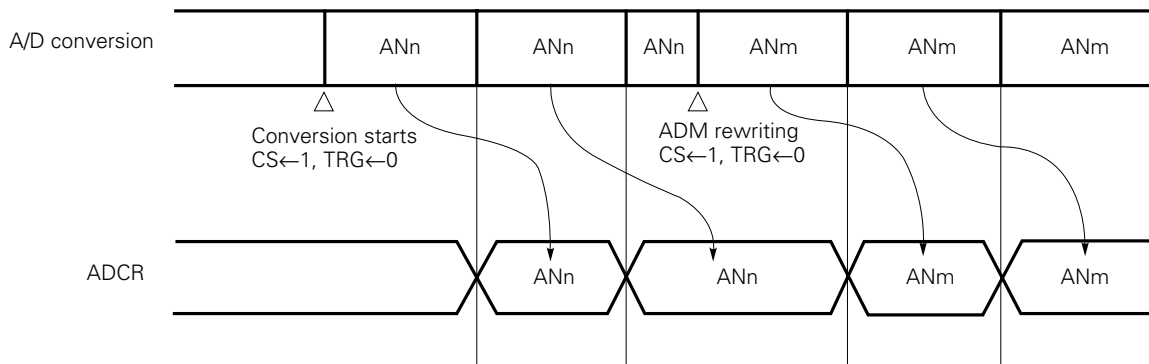 A/D conversion
ANn
ANn
ANn
ANm
ANm
ANm
Conversion starts
CS←1, TRG←0
ADM rewriting
CS←1, TRG←0
ADCR
ANn
ANn
ANm
ANm